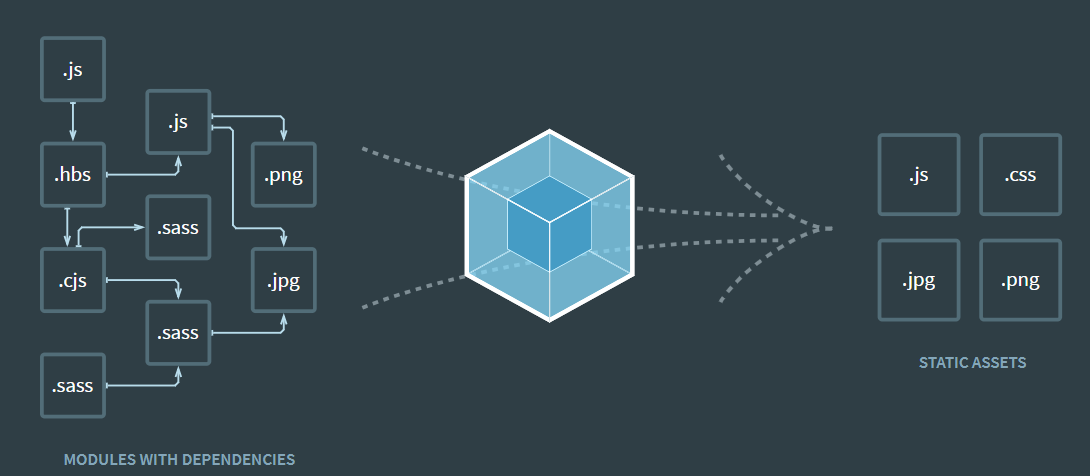 .js
.js
.hbs
.png
.sass
.cjs
.jpg
.sass
.sass
MODULES WITH DEPENDENCIES
.js
.css
.jpg
.png
STATIC ASSETS